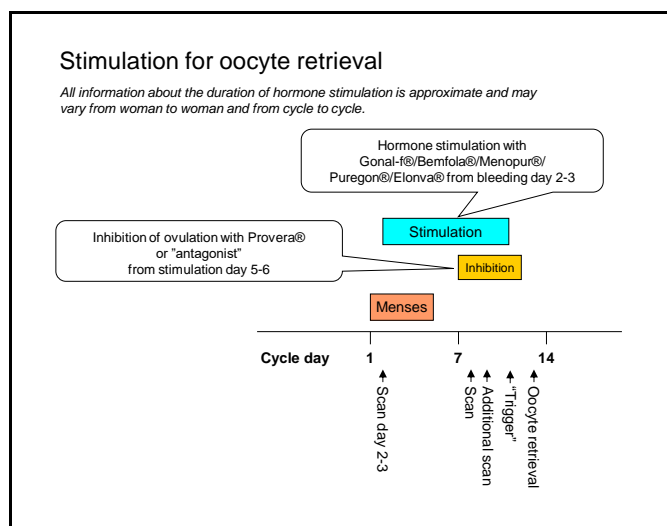 Stimulation for oocyte retrieval
All information about the duration of hormone stimulation is approximate and may
vary from woman to woman and from cycle to cycle.
Hormone stimulation with
Gonal-f®/Bemfola®/Menopur®/
Puregon®/Elonva® from bleeding day 2-3
Stimulation
Inhibition of ovulation with Provera®
or ”antagonist”
from stimulation day 5-6
Inhibition
Menses
Cycle day
1
7
14
Scan day 2-3
Scan
Additional scan
“Trigger”
Oocyte retrieval